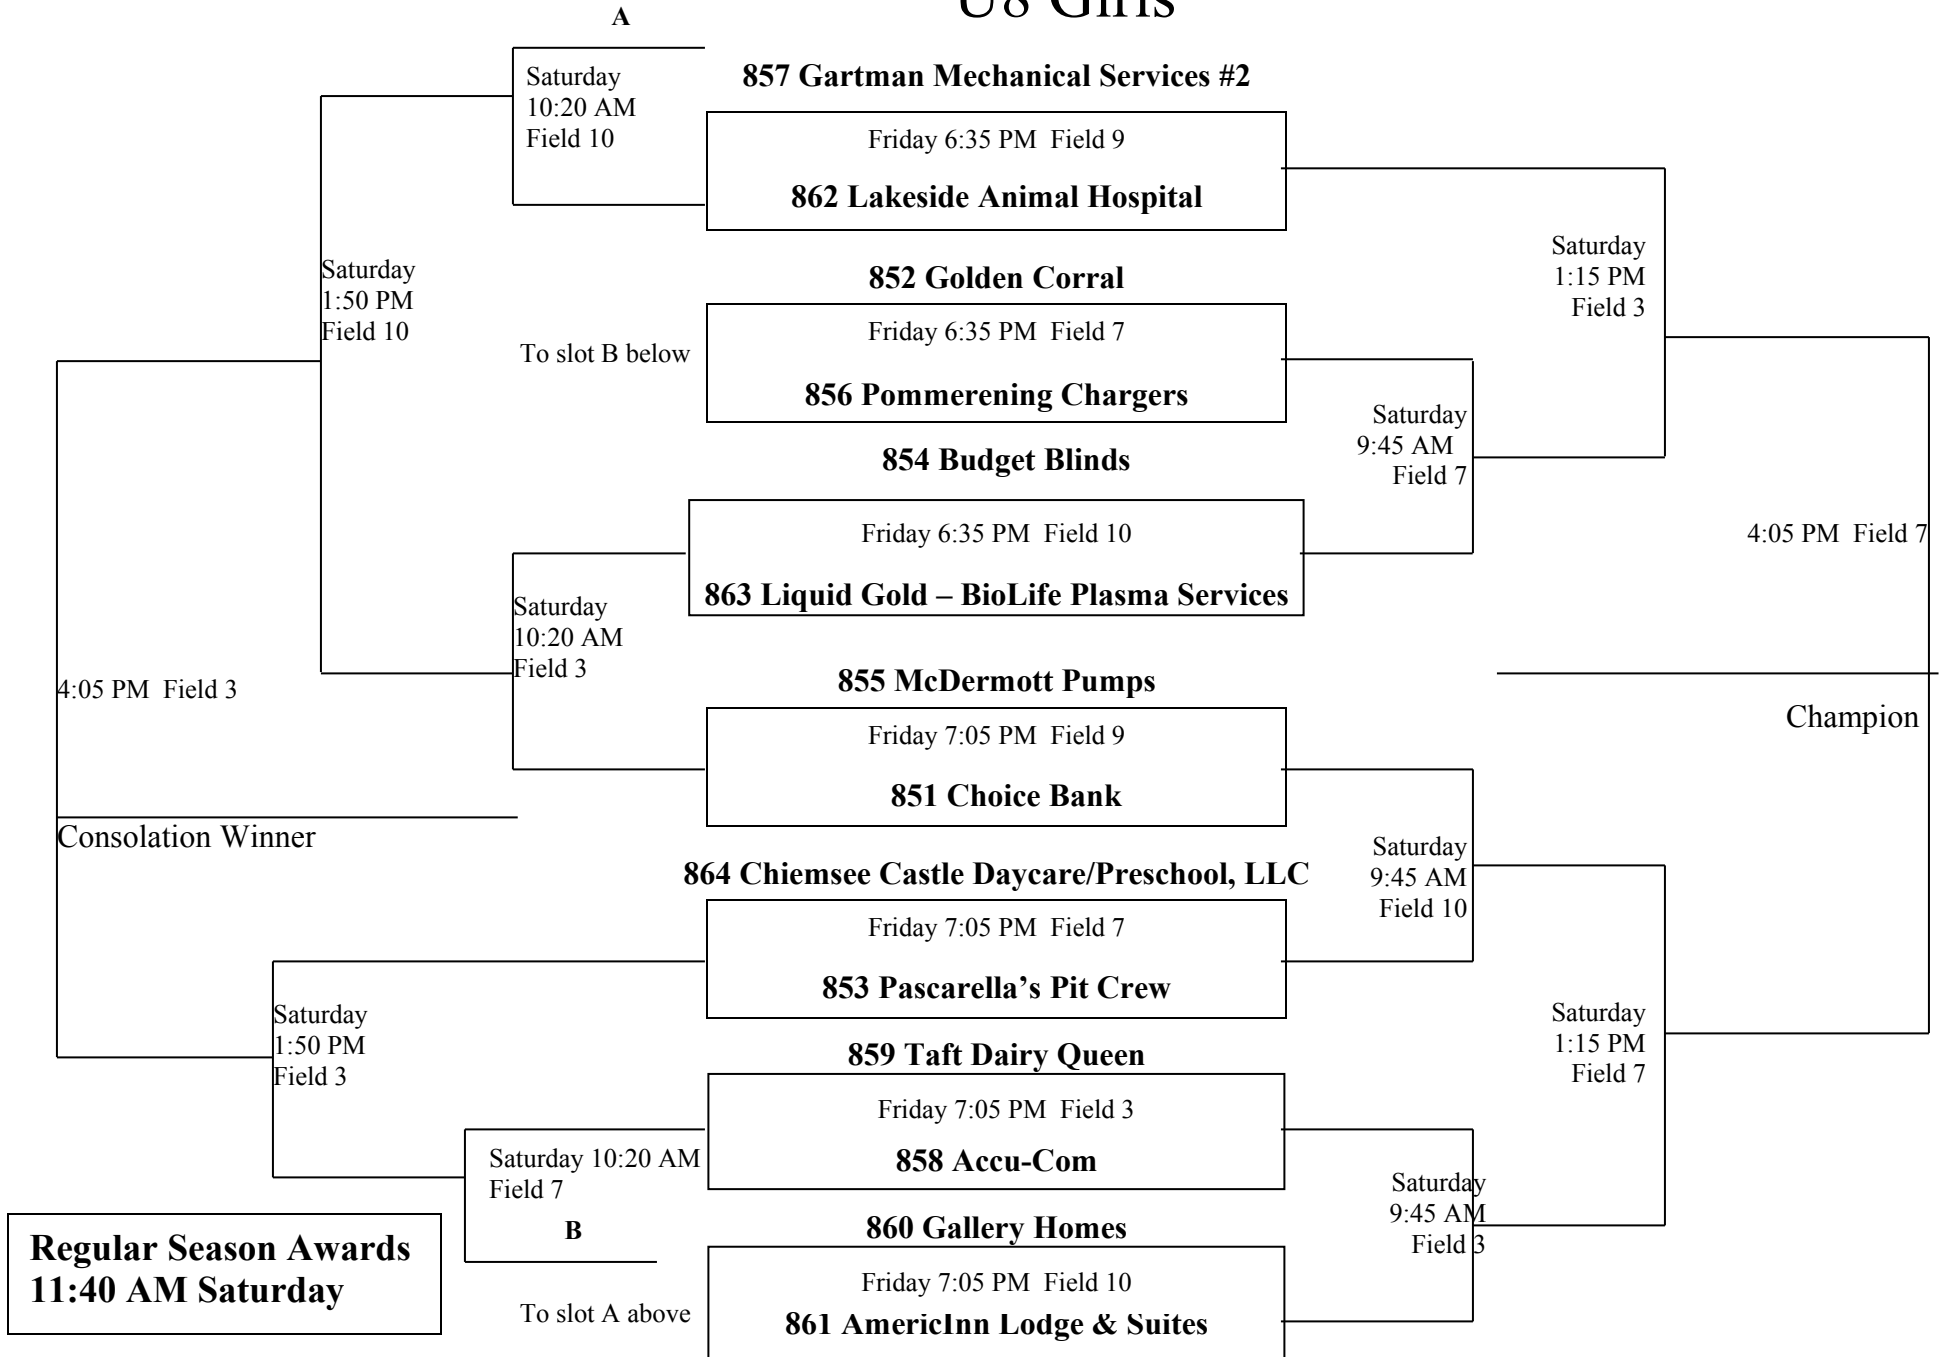 U8 Girls
A
Saturday
10:20 AM
Field 10
857 Gartman Mechanical Services #2
Friday 6:35 PM  Field 9
862 Lakeside Animal Hospital
Saturday
1:15 PM
Field 3
Saturday
1:50 PM
Field 10
852 Golden Corral
Friday 6:35 PM  Field 7
To slot B below
856 Pommerening Chargers
Saturday
9:45 AM
Field 7
854 Budget Blinds
Friday 6:35 PM  Field 10
4:05 PM  Field 7
863 Liquid Gold – BioLife Plasma Services
Saturday
10:20 AM
Field 3
4:05 PM  Field 3
855 McDermott Pumps
Champion
Friday 7:05 PM  Field 9
851 Choice Bank
Consolation Winner
Saturday
9:45 AM
Field 10
864 Chiemsee Castle Daycare/Preschool, LLC
Friday 7:05 PM  Field 7
853 Pascarella’s Pit Crew
Saturday
1:50 PM
Field 3
Saturday
1:15 PM
Field 7
859 Taft Dairy Queen
Friday 7:05 PM  Field 3
858 Accu-Com
Saturday 10:20 AM
Field 7
B
Saturday
9:45 AM
Field 3
860 Gallery Homes
Regular Season Awards
11:40 AM Saturday
Friday 7:05 PM  Field 10
To slot A above
861 AmericInn Lodge & Suites